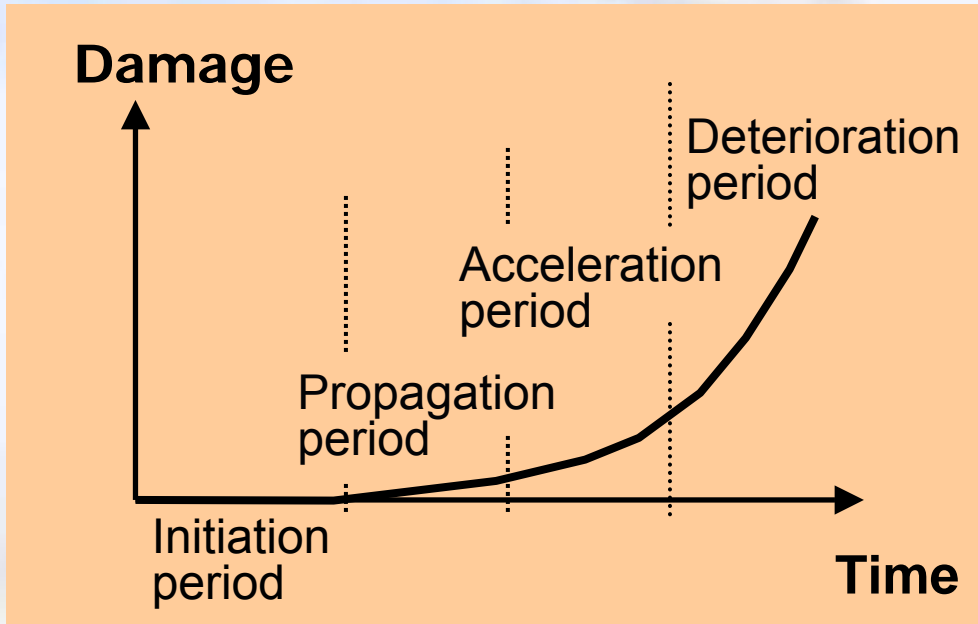 Damage
Deterioration
period
Acceleration
period
Propagation
period
Initiation
period
Time